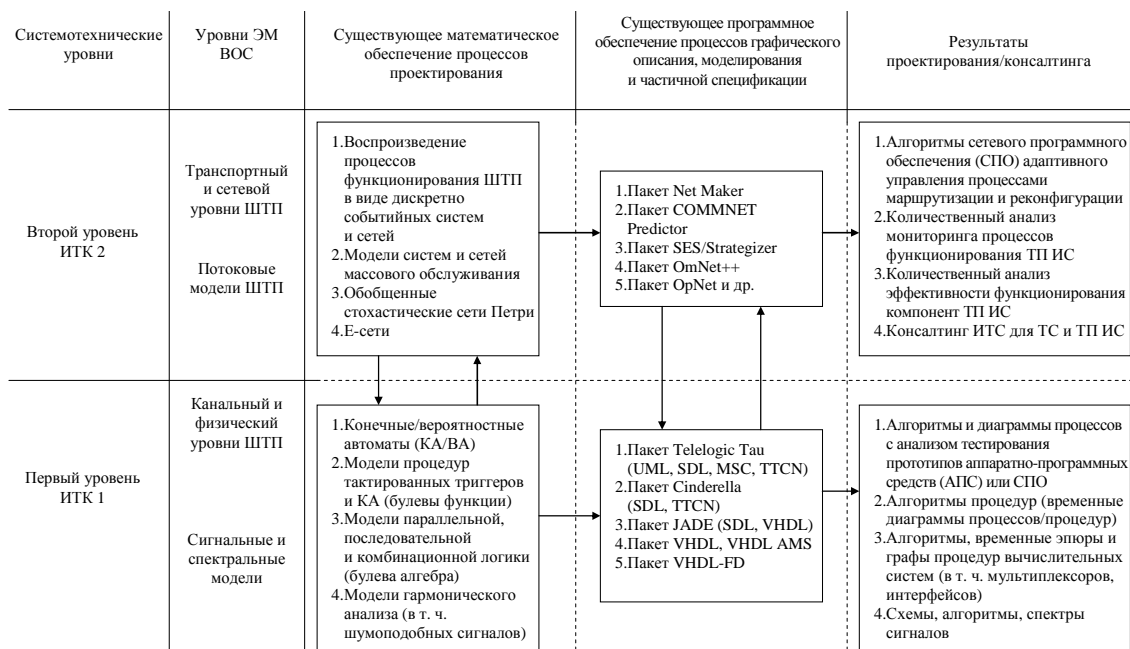 Системотехнические
уровни
Уровни ЭМ
ВОС
Существующее математическое
обеспечение процессов
проектирования
Существующее программное
обеспечение процессов графического
описания, моделирования
и частичной спецификации
Результаты
проектирования/консалтинга
Второй уровень
ИТК 2
Транспортный
и сетевой
уровни ШТП
Потоковые
модели ШТП
1.Воспроизведение
процессов
функционирования ШТП
в виде дискретно
событийных систем
и сетей
2.Модели систем и сетей
массового обслуживания
3.Обобщенные
стохастические сети Петри
4.Е-сети
1.Пакет Net Maker
2.Пакет COMMNET
Predictor
3.Пакет SES/Strategizer
4.Пакет OmNet++
5.Пакет OpNet и др.
1.Алгоритмы сетевого программного
обеспечения (СПО) адаптивного
управления процессами
маршрутизации и реконфигурации
2.Количественный анализ
мониторинга процессов
функционирования ТП ИС
3.Количественный анализ
эффективности функционирования
компонент ТП ИС
4.Консалтинг ИТС для ТС и ТП ИС
Первый уровень
ИТК 1
Канальный и
физический
уровни ШТП
Сигнальные и
спектральные
модели
1.Конечные/вероятностные
автоматы (КА/ВА)
2.Модели процедур
тактированных триггеров
и КА (булевы функции)
3.Модели параллельной,
последовательной
и комбинационной логики
(булева алгебра)
4.Модели гармонического
анализа (в т. ч.
шумоподобных сигналов)
1.Пакет Telelogic Tau
(UML, SDL, MSC, TTCN)
2.Пакет Cinderella
(SDL, TTCN)
3.Пакет JADE (SDL, VHDL)
4.Пакет VHDL, VHDL AMS
5.Пакет VHDL-FD
1.Алгоритмы и диаграммы процессов
с анализом тестирования
прототипов аппаратно-программных
средств (АПС) или СПО
2.Алгоритмы процедур (временные
диаграммы процессов/процедур)
3.Алгоритмы, временные эпюры и
графы процедур вычислительных
систем (в т. ч. мультиплексоров,
интерфейсов)
4.Схемы, алгоритмы, спектры
сигналов